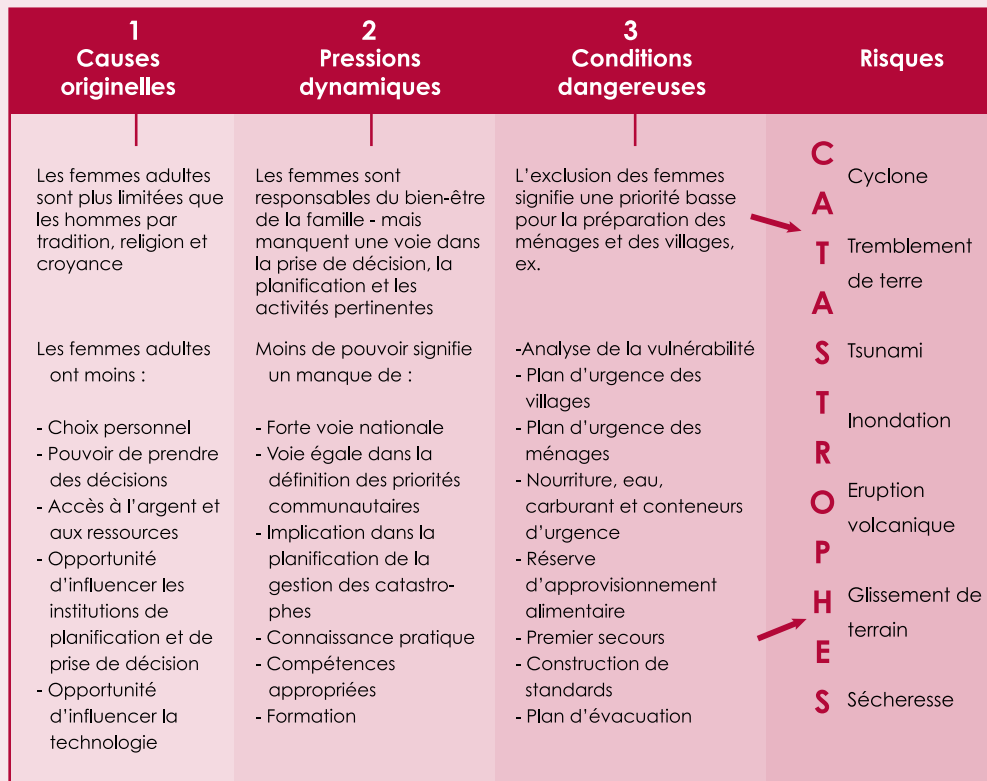 1
Causes
originelles
Les femmes adultes
sont plus limitées que
les hommes par
tradition, religion et
croyance
Les femmes adultes
ont moins :
- Choix personnel
- Pouvoir de prendre
des décisions
- Accès à l'argent et
aux ressources
- Opportunité
d'influencer les
institutions de
planification et de
prise de décision
- Opportunité
d'influencer la
technologie
2
Pressions
dynamiques
Les femmes sont
responsables du bien-être
de la famille - mais
manquent une voie dans
la prise de décision, la
planification et les
activités pertinentes
Moins de pouvoir signifie
un manque de :
- Forte voie nationale
- Voie égale dans la
définition des priorités
communautaires
- Implication dans la
planification de la
gestion des catastro-
phes
- Connaissance pratique
- Compétences
appropriées
- Formation
3
Conditions
dangereuses
L'exclusion des femmes
signifie une priorité basse
pour la préparation des
ménages et des villages,
ex.
-Analyse de la vulnérabilité
- Plan d'urgence des
villages
- Plan d'urgence des
ménages
- Nourriture, eau,
carburant et conteneurs
d'urgence
- Réserve
d'approvisionnement
alimentaire
- Premier secours
- Construction de
standards
- Plan d'évacuation
Risques
CATASTROPHES
Cyclone
Tremblement
de terre
Tsunami
Inondation
Eruption
volcanique
Glissement de
terrain
Sécheresse